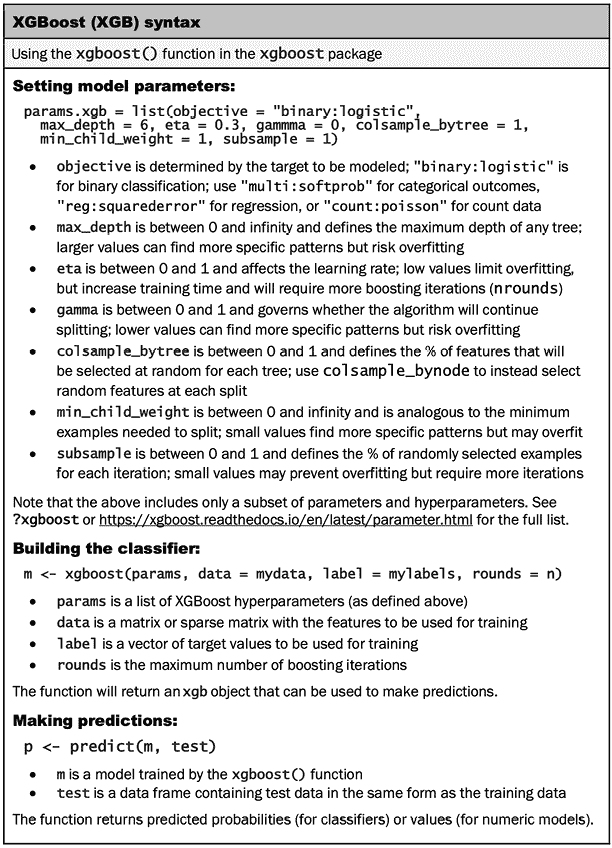 XGBoost (XGB) syntax
Using the xgboost() function in the xgboost package
Setting model parameters:
params.xgb = list(objective = "binary:logistic",
max_depth = 6, eta = 0.3, gammma = 0, colsample_bytree = 1,
min_child_weight = 1, subsample = 1)
• objective is determined by the target to be modeled; "binary:logistic" is
for binary classification; use "multi:softprob" for categorical outcomes,
"reg:squarederror" for regression, or "count:poisson" for count data
• max_depth is between 0 and infinity and defines the maximum depth of any tree;
larger values can find more specific patterns but risk overfitting
• eta is between 0 and 1 and affects the learning rate; low values limit overfitting,
but increase training time and will require more boosting iterations (nrounds)
• gamma is between 0 and 1 and governs whether the algorithm will continue
splitting; lower values can find more specific patterns but risk overfitting
• colsample_bytree is between 0 and 1 and defines the % of features that will
be selected at random for each tree; use colsample_bynode to instead select
random features at each split
• min_child_weight is between 0 and infinity and is analogous to the minimum
examples needed to split; small values find more specific patterns but may overfit
• subsample is between 0 and 1 and defines the % of randomly selected examples
for each iteration; small values may prevent overfitting but require more iterations
Note that the above includes only a subset of parameters and hyperparameters. See
?xgboost or https://xgboost.readthedocs.io/en/latest/parameter.html for the full list.
Building the classifier:
m <- xgboost(params, data = mydata, label = mylabels, rounds = n)
• params is a list of XGBoost hyperparameters (as defined above)
• data is a matrix or sparse matrix with the features to be used for training
• label is a vector of target values to be used for training
• rounds is the maximum number of boosting iterations
The function will return an xgb object that can be used to make predictions.
Making predictions:
p <- predict(m, test)
• m is a model trained by the xgboost() function
• test is a data frame containing test data in the same form as the training data
The function returns predicted probabilities (for classifiers) or values (for numeric models).